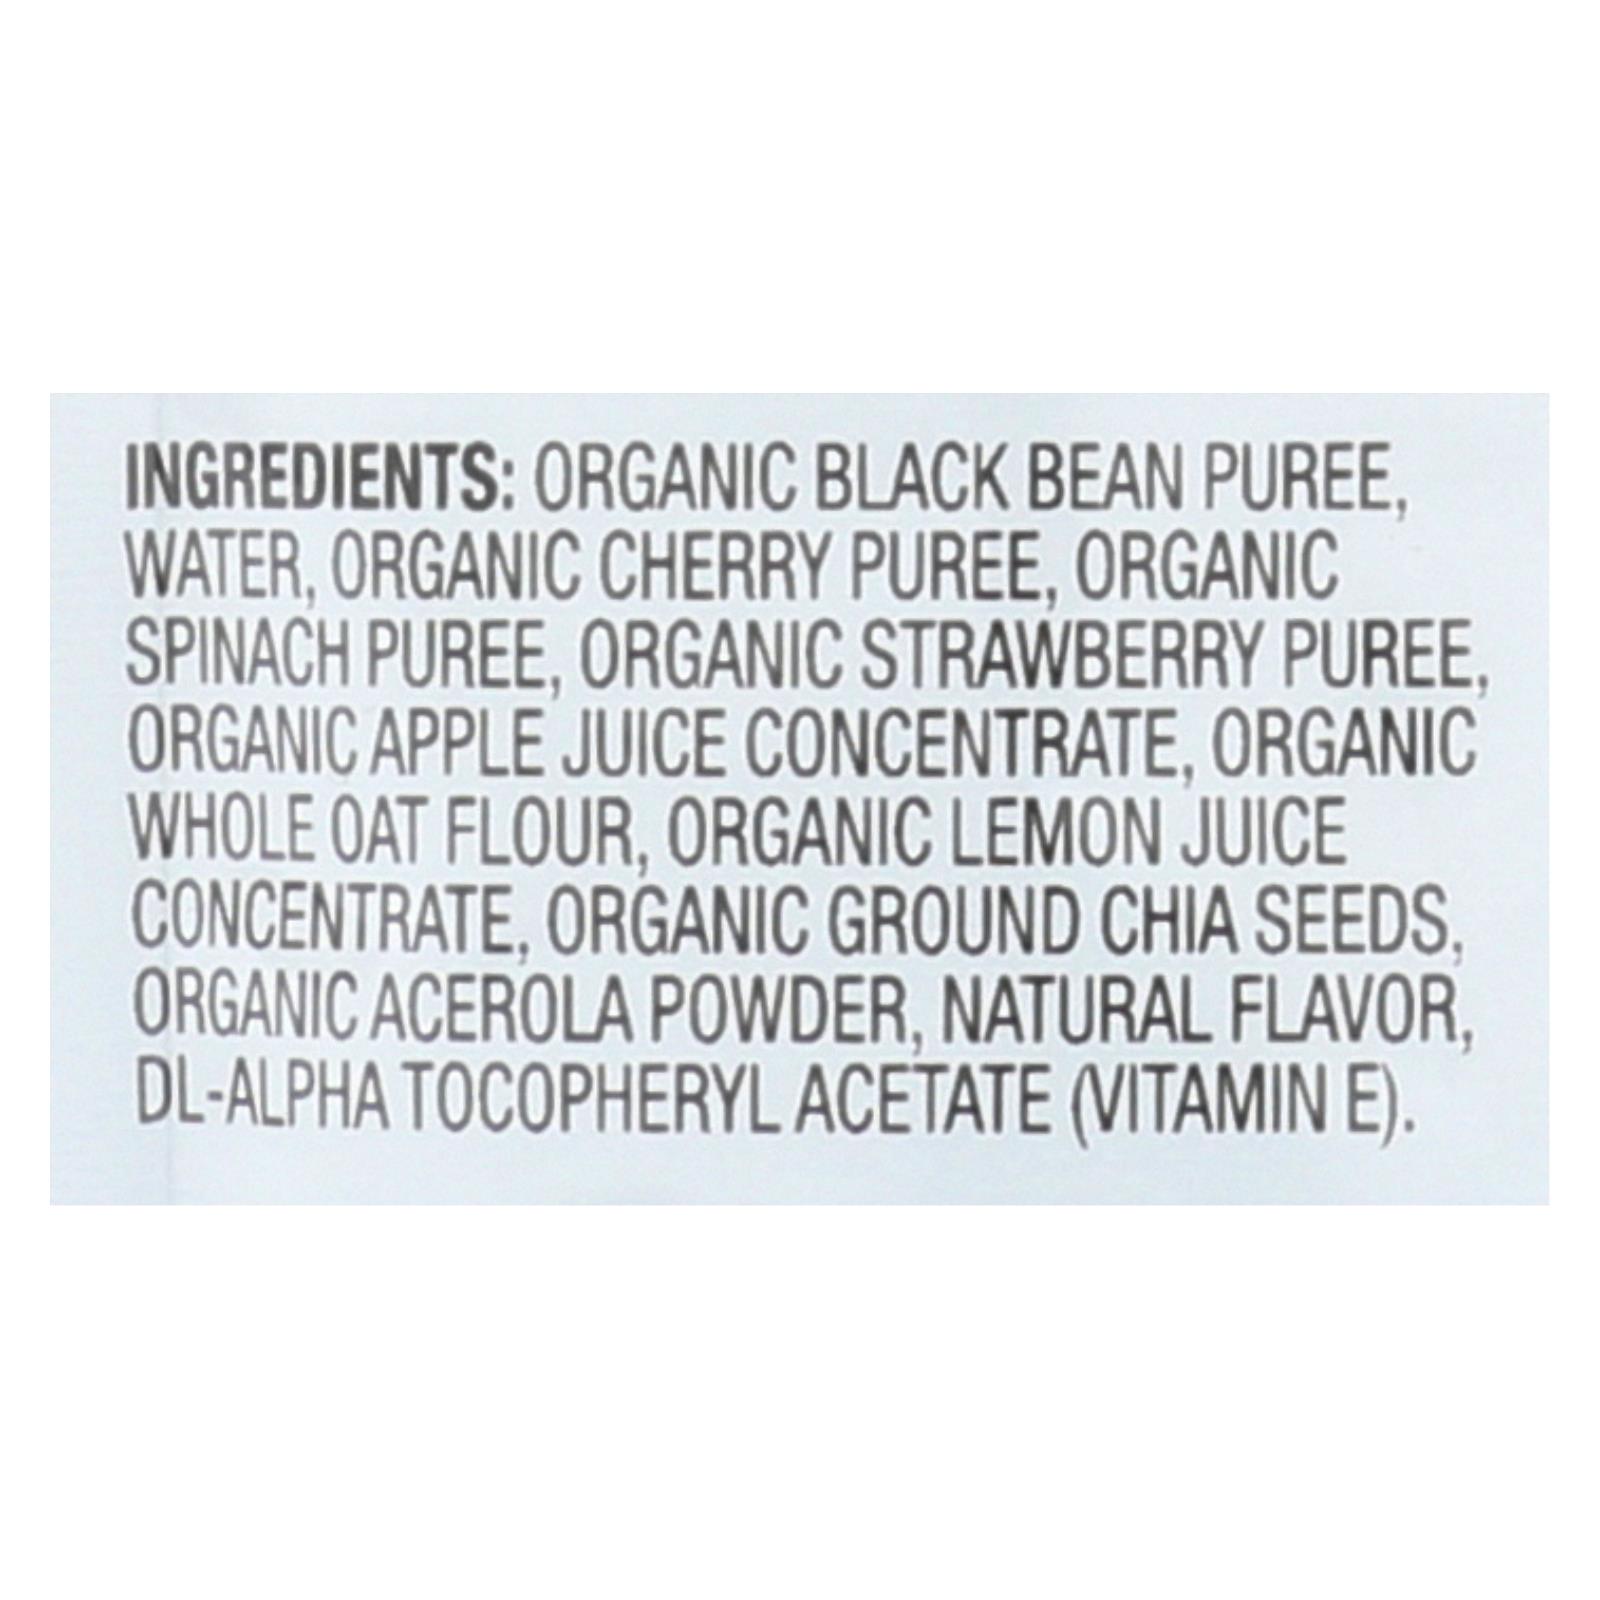 INGREDIENTS: ORGANIC BLACK BEAN PUREE,
WATER, ORGANIC CHERRY PUREE, ORGANIC
SPINACH PUREE, ORGANIC STRAWBERRY PUREE,
ORGANIC APPLE JUICE CONCENTRATE, ORGANIC
WHOLE OAT FLOUR, ORGANIC LEMON JUICE
CONCENTRATE, ORGANIC GROUND CHIA SEEDS,
ORGANIC ACEROLA POWDER, NATURAL FLAVOR,
DL-ALPHA TOCOPHERYL ACETATE (VITAMIN E).